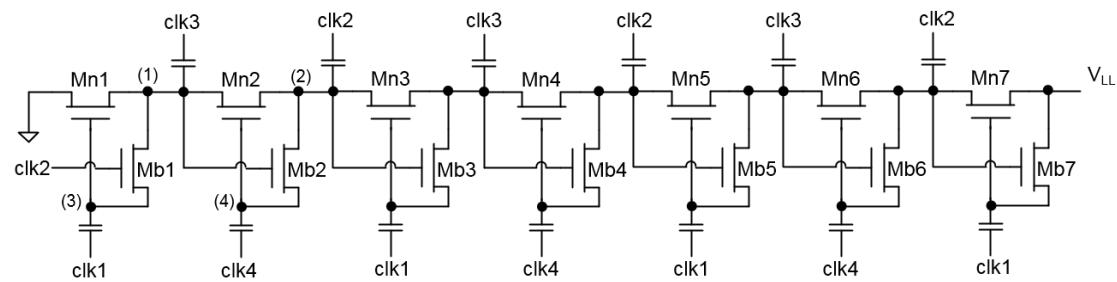 clk3 clk2 clk3 clk2 clk3 clk2
Mn1 (1) Mn2 (2) Mn3 Mn4 Mn5 Mn6 Mn7 VLL
clk2 Mb1 Mb2 Mb3 Mb4 Mb5 Mb6 Mb7
(3) (4)
clk1 clk4 clk1 clk4 clk1 clk4 clk1